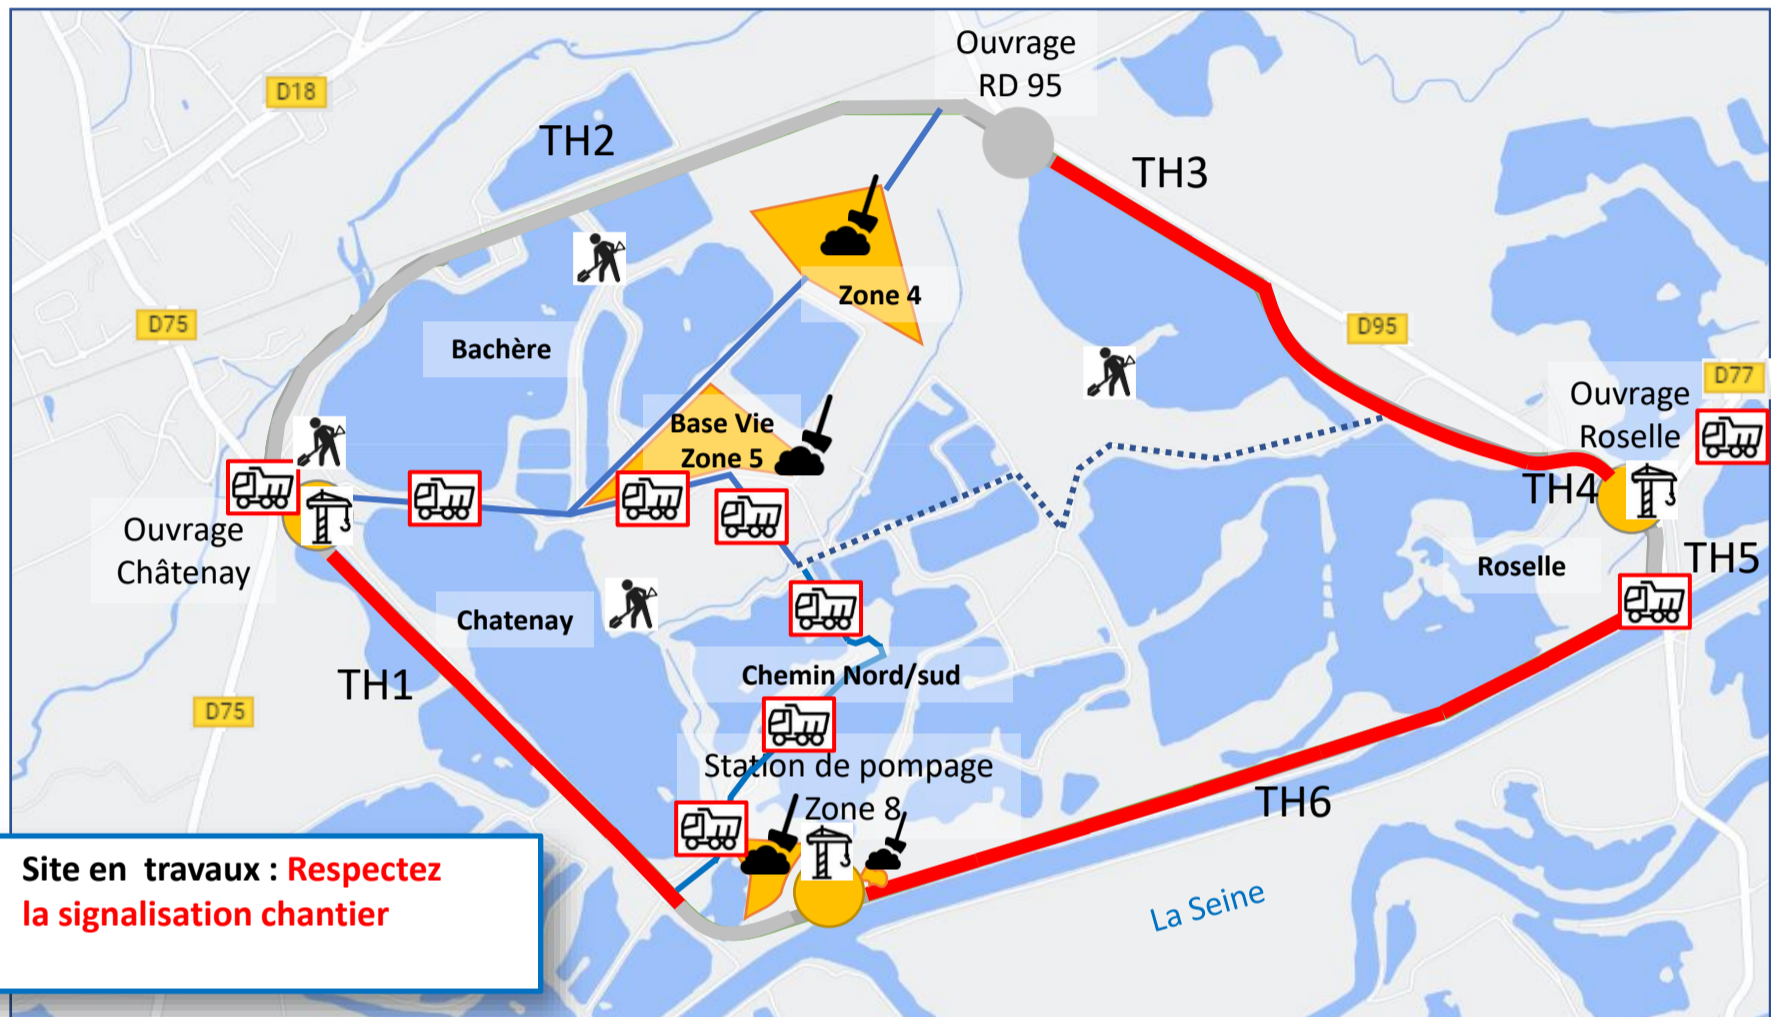 Ouvrage
RD 95
D18
TH2
TH3
Zone 4
D75
D95
Bachère
D77
Ouvrage
Roselle
Base Vie
Zone 5
TH4
Ouvrage
Châtenay
TH5
Roselle
Chatenay
Chemin Nord/sud
TH1
D75
Station de pompage
Zone 8
TH6
La Seine
Site en  travaux : Respectez
la signalisation chantier